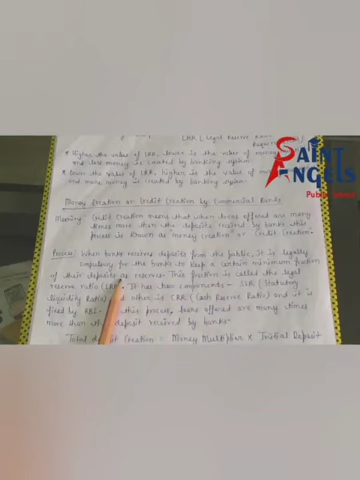 LRR (Legal Reserve Ratio
SAINT ANGELS
Public school
* Higher the value of LRR, lower is the value of money
and less money is created by banking system.
* Lower the value of LRR, higher is the value of
and more money is created by banking system.
Money Creation or Credit Creation by Commercial Banks
Meaning: Credit creation means that when loans offered are many
times more than the deposits received by banks this
process is known as money creation or Credit Creation.
Process: When banks receives deposits from the public, It is legally
compulsory for the banks to keep a certain minimum fraction
of their deposits as reserves. This fraction is called the legal
reserve ratio (LRR). It has two components - SLR (Statutory
liquidity Ratio) and other is CRR (Cash Reserve Ratio) and it is
fixed by RBI. this process, loans offered are many times
more than the deposit received by banks.
Total deposit Creation = Money Multiplier × Initial Deposit